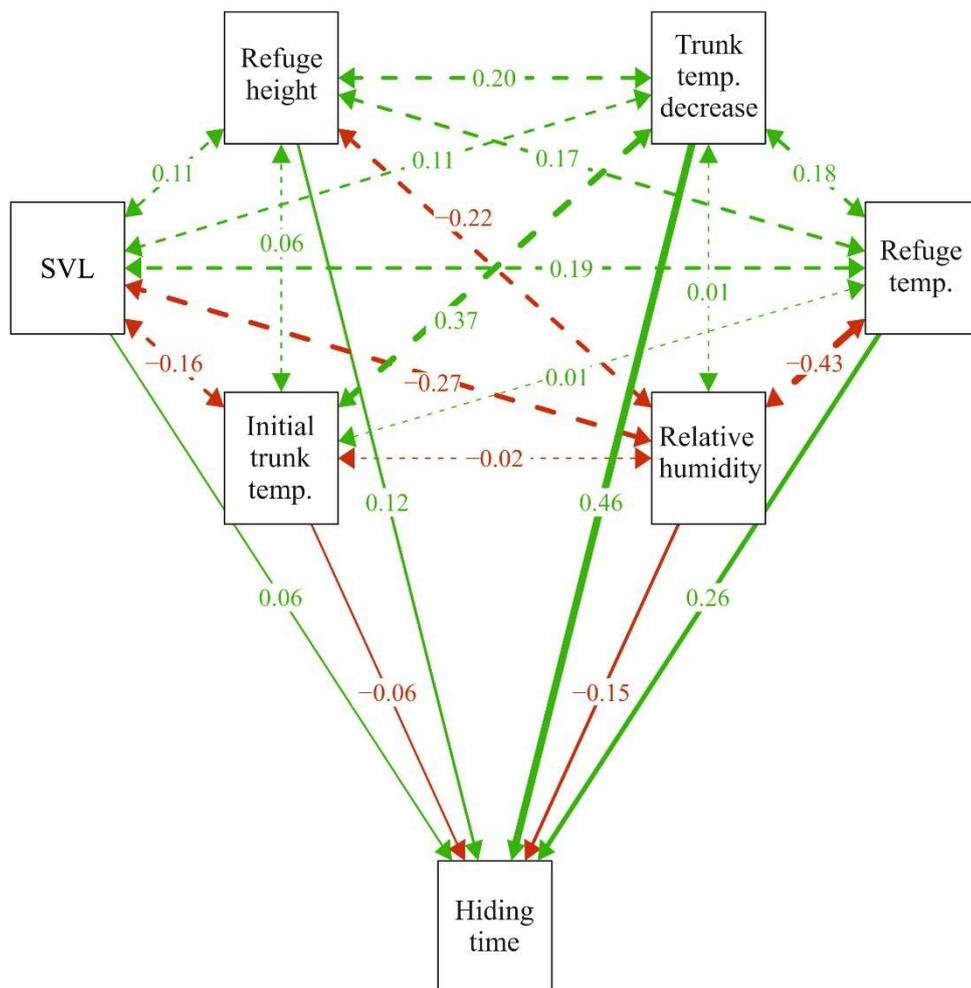 Refuge
height
Trunk
temp.
decrease
0.20
0.11
0.11
0.17
0.18
SVL
0.06
−0.22
0.19
0.01
Refuge
temp.
0.37
−0.16
−0.27
0.01
−0.43
Initial
trunk
temp.
−0.02
Relative
humidity
0.12
0.46
0.06
0.26
−0.06
−0.15
Hiding
time